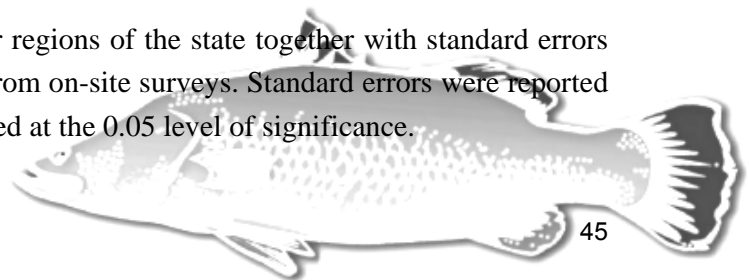 r regions of the state together with standard errors
rom on-site surveys. Standard errors were reported
ed at the 0.05 level of significance.
45